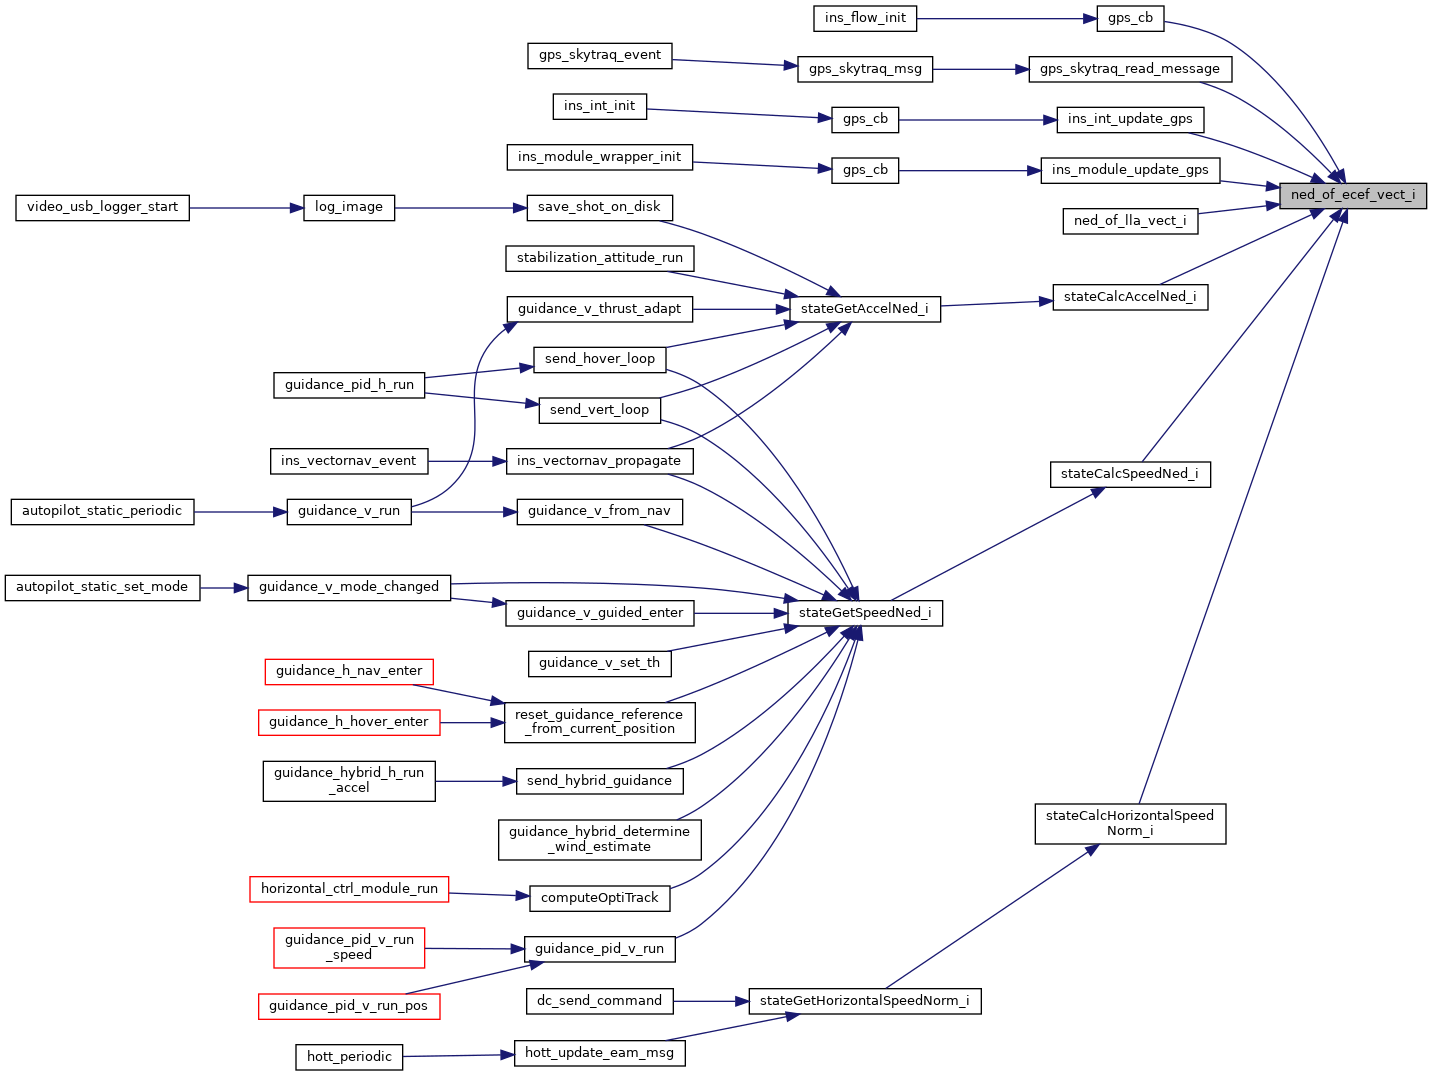 ins_flow_init
gps_cb
gps_skytraq_event
gps_skytraq_msg
gps_skytraq_read_message
ins_int_init
gps_cb
ins_int_update_gps
ins_module_wrapper_init
gps_cb
ins_module_update_gps
ned_of_ecef_vect_i
video_usb_logger_start
log_image
save_shot_on_disk
ned_of_lla_vect_i
stabilization_attitude_run
stateCalcAccelNed_i
guidance_v_thrust_adapt
stateGetAccelNed_i
send_hover_loop
guidance_pid_h_run
send_vert_loop
ins_vectornav_event
ins_vectornav_propagate
stateCalcSpeedNed_i
autopilot_static_periodic
guidance_v_run
guidance_v_from_nav
autopilot_static_set_mode
guidance_v_mode_changed
guidance_v_guided_enter
stateGetSpeedNed_i
guidance_v_set_th
guidance_h_nav_enter
reset_guidance_reference
_from_current_position
guidance_h_hover_enter
guidance_hybrid_h_run
_accel
send_hybrid_guidance
guidance_hybrid_determine
_wind_estimate
stateCalcHorizontalSpeed
Norm_i
horizontal_ctrl_module_run
computeOptiTrack
guidance_pid_v_run
_speed
guidance_pid_v_run
guidance_pid_v_run_pos
dc_send_command
stateGetHorizontalSpeedNorm_i
hott_periodic
hott_update_eam_msg